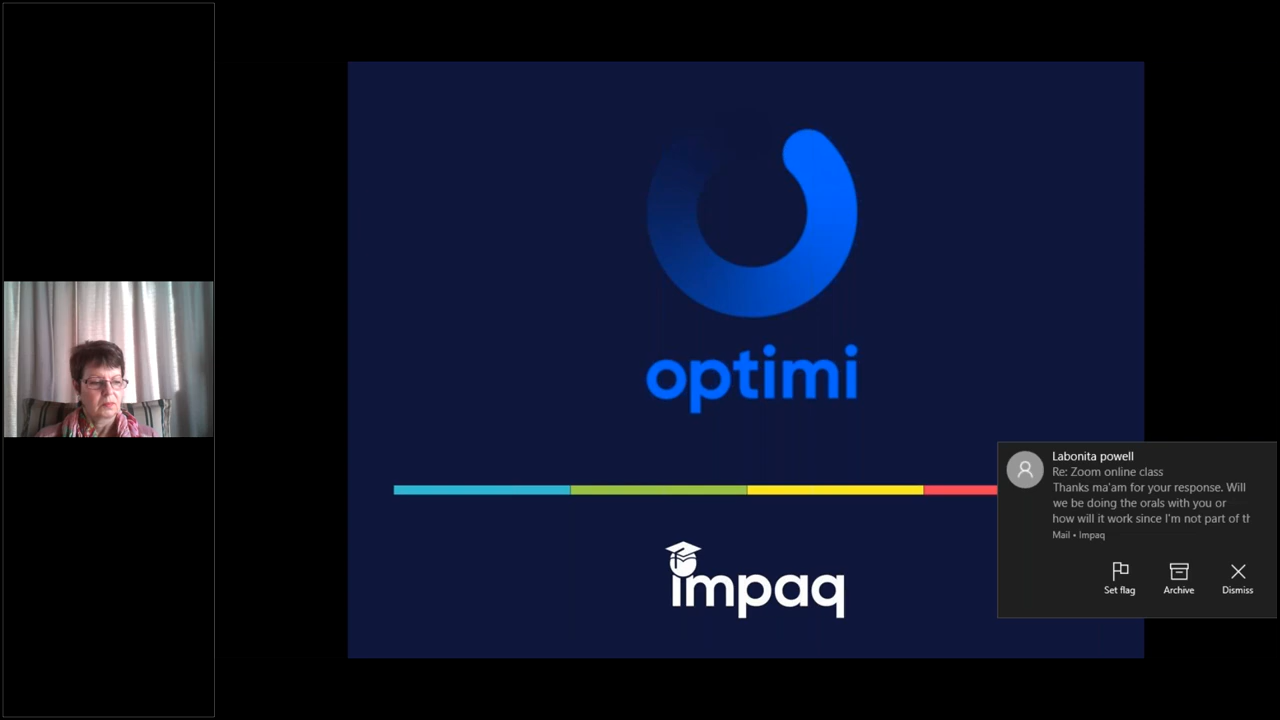 optimi
impaq
Labonita powell
Re: Zoom online class
Thanks ma'am for your response. Will
we be doing the orals with you or
how will it work since I'm not part of th
Mail • Impaq
Set flag
Archive
Dismiss